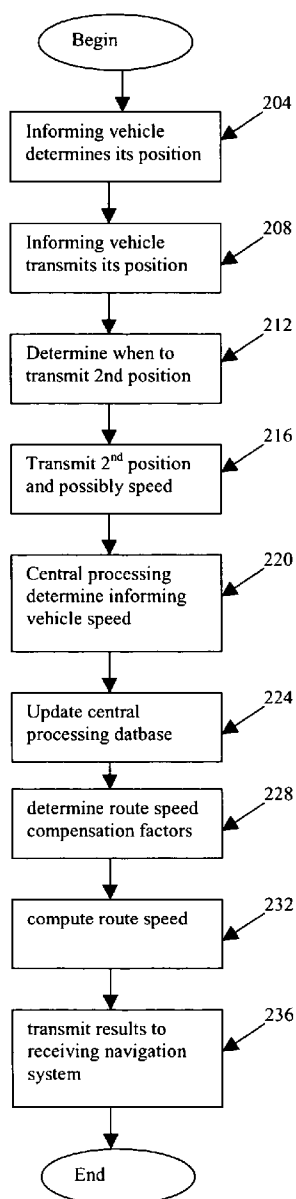 Begin
204
Informing vehicle
determines its position
208
Informing vehicle
transmits its position
212
Determine when to
transmit 2nd position
216
Transmit 2nd position
and possibly speed
220
Central processing
determine informing
vehicle speed
224
Update central
processing datbase
228
determine route speed
compensation factors
232
compute route speed
236
transmit results to
receiving navigation
system
End